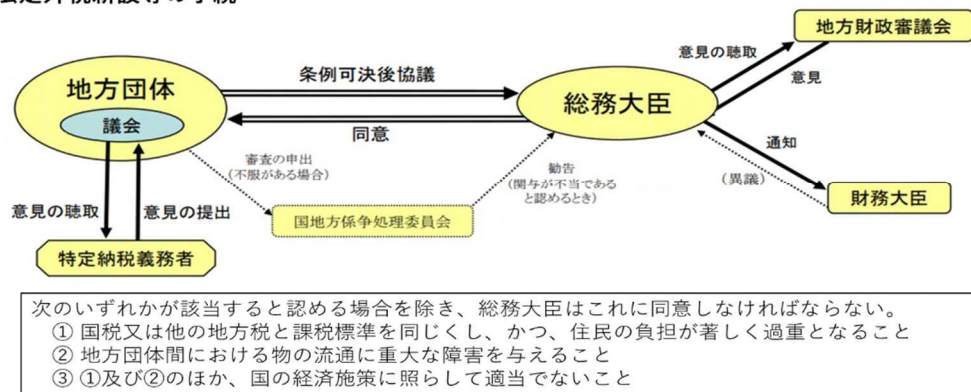 地方財政審議会
意見の聴取
条例可決後協議
意見
地方団体
総務大臣
議会
同意
通知
審査の申出
(不服がある場合)
勧告
(関与が不当である
と認めるとき)
(異議)
財務大臣
意見の聴取
意見の提出
国地方係争処理委員会
特定納税義務者
次のいずれかが該当すると認める場合を除き、総務大臣はこれに同意しなければならない。
① 国税又は他の地方税と課税標準を同じくし、かつ、住民の負担が著しく過重となること
② 地方団体間における物の流通に重大な障害を与えること
③ ①及び②のほか、国の経済施策に照らして適当でないこと